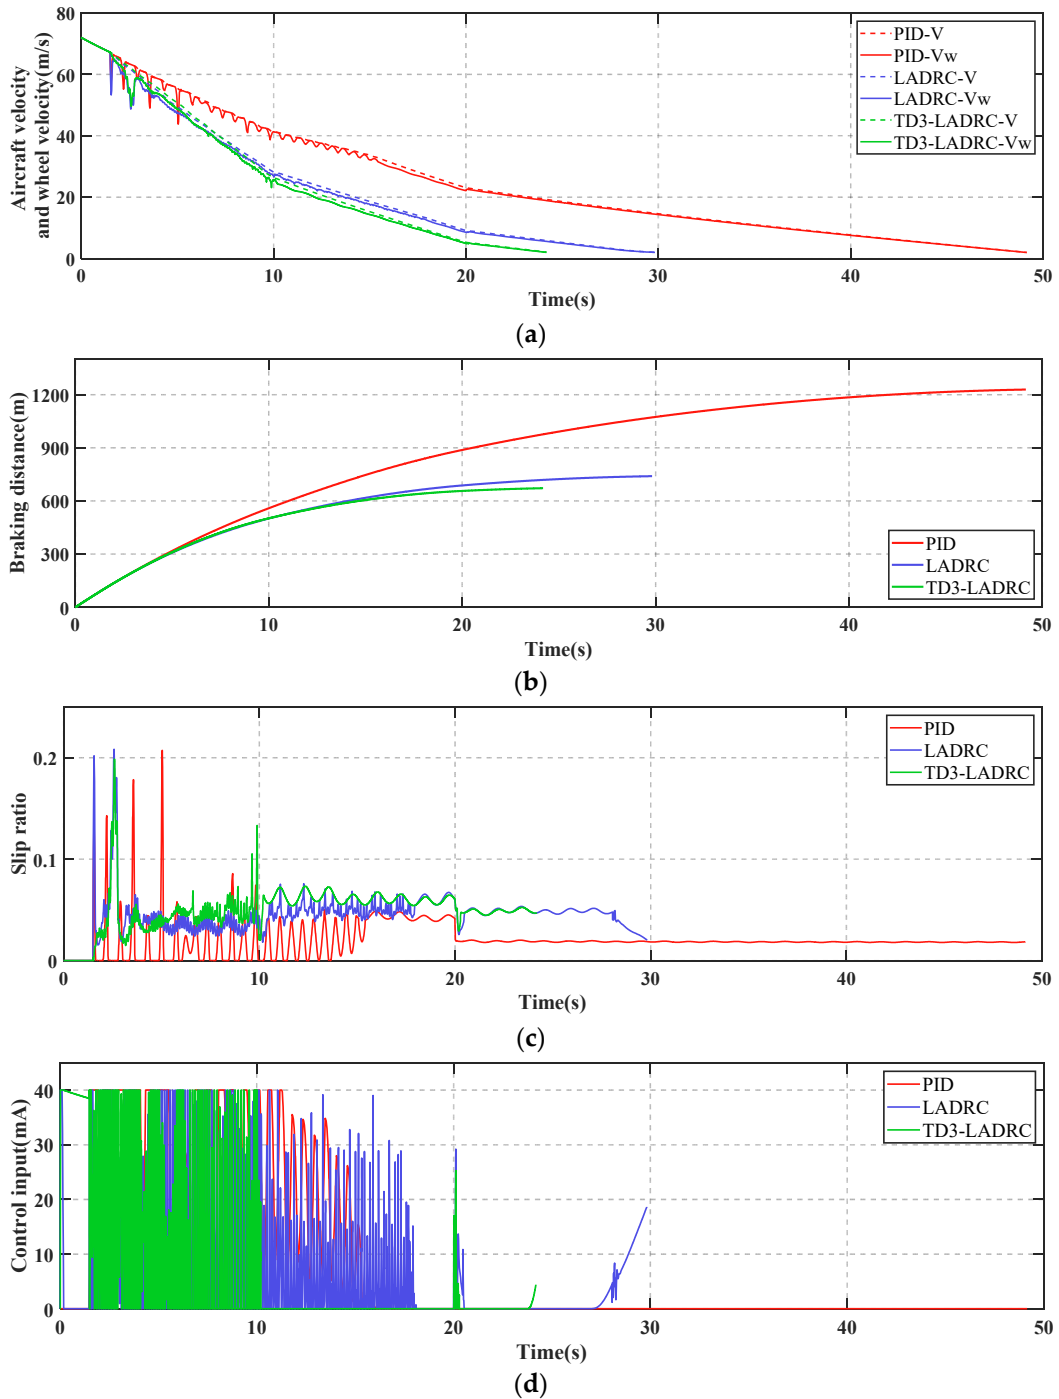 Aircraft velocity
and wheel velocity(m/s)
80
60
40
20
0
PID-V
PID-Vw
LADRC-V
LADRC-Vw
TD3-LADRC-V
TD3-LADRC-Vw
0 10 20 30 40 50
Time(s)
(a)
Braking distance(m)
1200
900
600
300
0
PID
LADRC
TD3-LADRC
0 10 20 30 40 50
Time(s)
(b)
Slip ratio
0.2
0.1
0
PID
LADRC
TD3-LADRC
0 10 20 30 40 50
Time(s)
(c)
Control input(mA)
40
30
20
10
0
PID
LADRC
TD3-LADRC
0 10 20 30 40 50
Time(s)
(d)